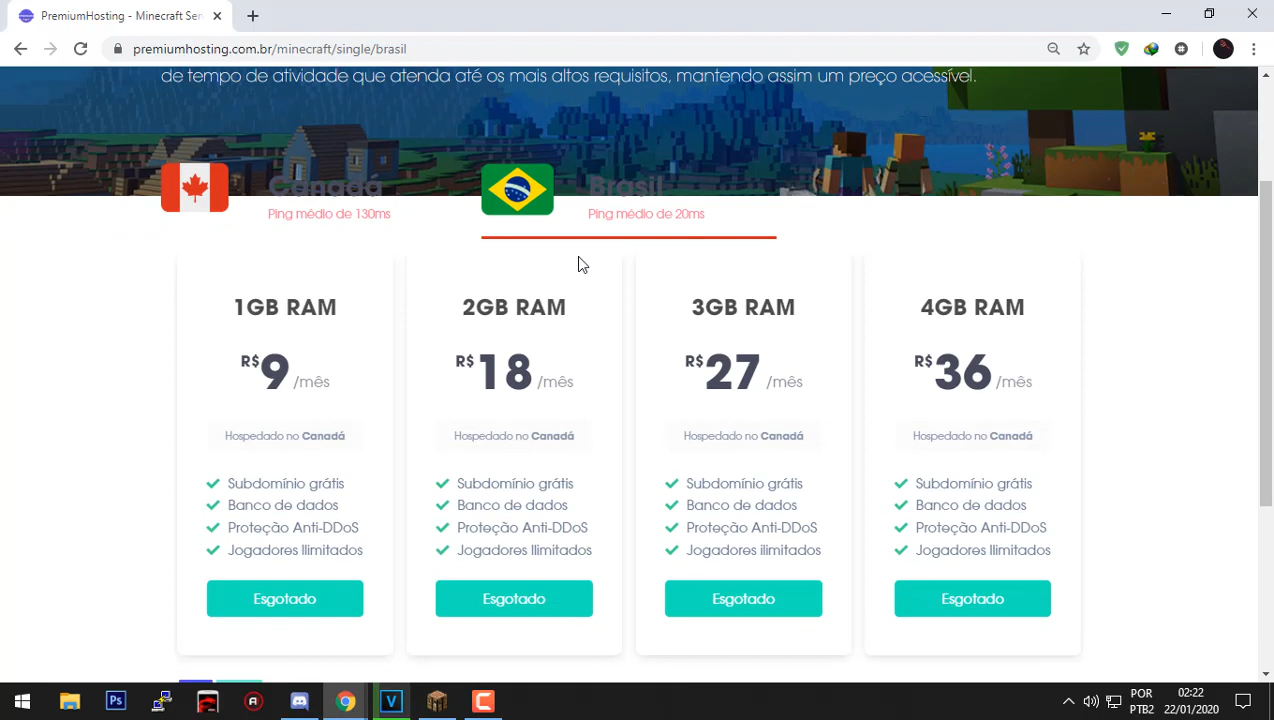 PremiumHosting - Minecraft Ser
premiumhosting.com.br/minecraft/single/brasil
de tempo de atividade que atenda até os mais altos requisitos, mantendo assim um preço acessível.
Canadá
Ping médio de 130ms
Brasil
Ping médio de 20ms
1GB RAM
R$9 /mês
Hospedado no Canadá
Subdomínio grátis
Banco de dados
Proteção Anti-DDoS
Jogadores Ilimitados
Esgotado
2GB RAM
R$18 /mês
Hospedado no Canadá
Subdomínio grátis
Banco de dados
Proteção Anti-DDoS
Jogadores Ilimitados
Esgotado
3GB RAM
R$27 /mês
Hospedado no Canadá
Subdomínio grátis
Banco de dados
Proteção Anti-DDoS
Jogadores ilimitados
Esgotado
4GB RAM
R$36 /mês
Hospedado no Canadá
Subdomínio grátis
Banco de dados
Proteção Anti-DDoS
Jogadores Ilimitados
Esgotado
Ps
A
V
POR
PTB2
02:22
22/01/2020